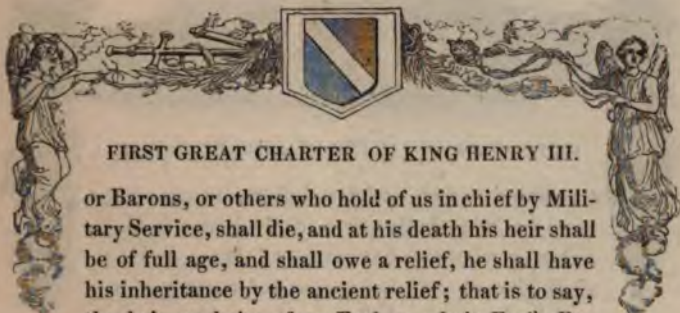 FIRST GREAT CHARTER OF KING HENRY III.
or Barons, or others who hold of us in chief by Mili-
tary Service, shall die, and at his death his heir shall
be of full age, and shall owe a relief, he shall have
his inheritance by the ancient relief; that is to say,